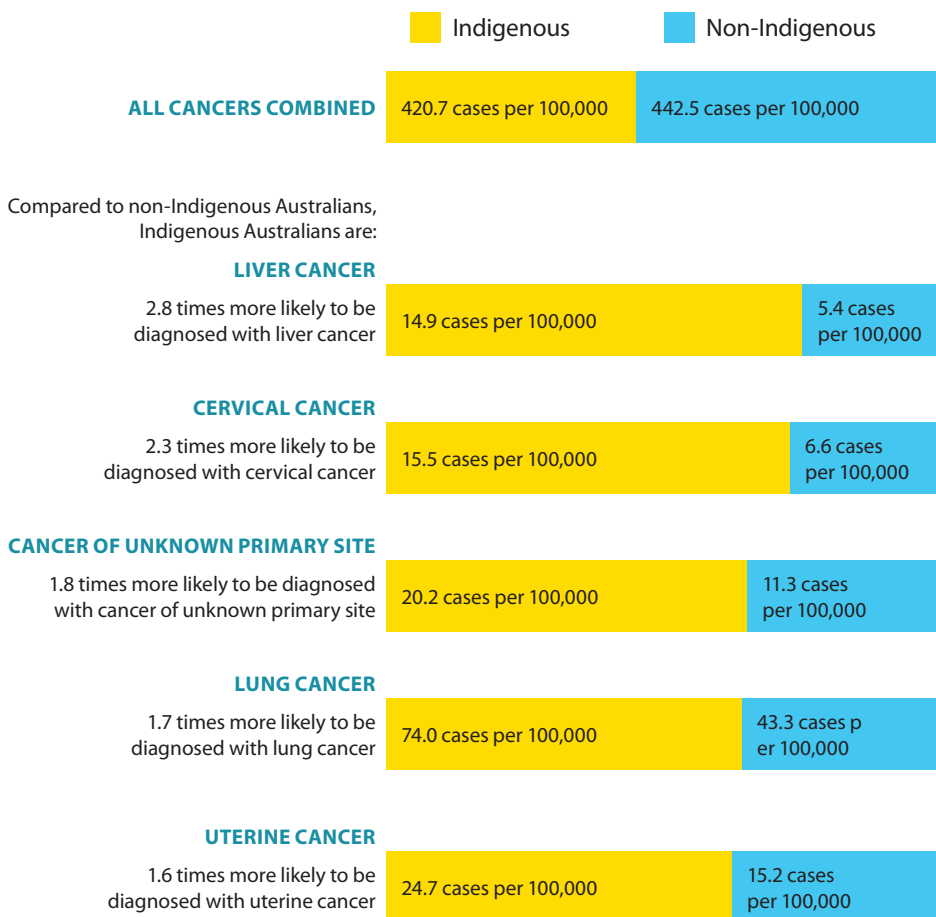 Indigenous
Non-Indigenous
ALL CANCERS COMBINED
420.7 cases per 100,000
442.5 cases per 100,000
Compared to non-Indigenous Australians,
Indigenous Australians are:
LIVER CANCER
2.8 times more likely to be
diagnosed with liver cancer
14.9 cases per 100,000
5.4 cases
per 100,000
CERVICAL CANCER
2.3 times more likely to be
diagnosed with cervical cancer
15.5 cases per 100,000
6.6 cases
per 100,000
CANCER OF UNKNOWN PRIMARY SITE
1.8 times more likely to be diagnosed
with cancer of unknown primary site
20.2 cases per 100,000
11.3 cases
per 100,000
LUNG CANCER
1.7 times more likely to be
diagnosed with lung cancer
74.0 cases per 100,000
43.3 cases p
er 100,000
UTERINE CANCER
1.6 times more likely to be
diagnosed with uterine cancer
24.7 cases per 100,000
15.2 cases
per 100,000